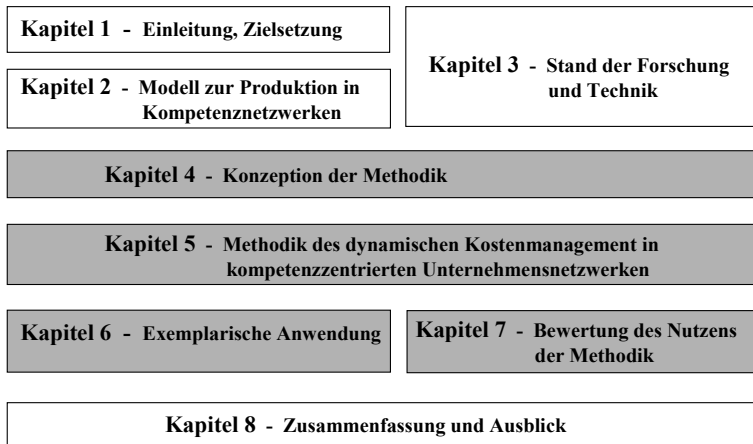 Kapitel 1 - Einleitung, Zielsetzung
Kapitel 2 - Modell zur Produktion in
Kompetenznetzwerken
Kapitel 3 - Stand der Forschung
und Technik
Kapitel 4 - Konzeption der Methodik
Kapitel 5 - Methodik des dynamischen Kostenmanagement in
kompetenzzentrierten Unternehmensnetzwerken
Kapitel 6 - Exemplarische Anwendung
Kapitel 7 - Bewertung des Nutzens
der Methodik
Kapitel 8 - Zusammenfassung und Ausblick